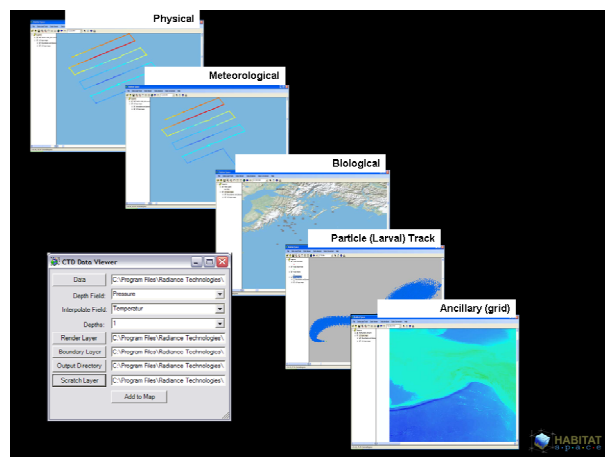 Physical
Meteorological
Biological
Particle (Larval) Track
Ancillary (grid)
CTD Data Viewer
Data C:\Program Files\Radiance Technologies\
Depth Field: Pressure
Interpolate Field: Temperatur
Depths: 1
Render Layer C:\Program Files\Radiance Technologies\
Boundary Layer C:\Program Files\Radiance Technologies\
Output Directory C:\Program Files\Radiance Technologies\
Scratch Layer C:\Program Files\Radiance Technologies\
Add to Map
HABITAT
space